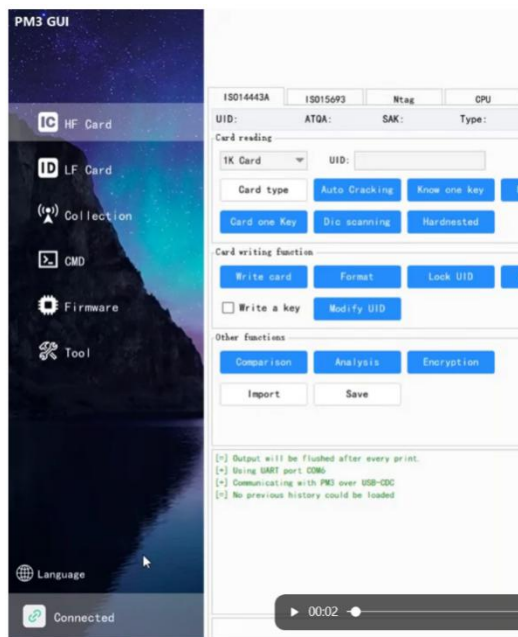 PM3 GUI
IC HF Card
ID LF Card
Collection
CMD
Firmware
Tool
Language
Connected
ISO14443A ISO15693 Ntag CPU
UID: ATQA: SAK: Type:
Card reading
1K Card UID:
Card type Auto Cracking Know one key
Card one Key Dic scanning Hardnested
Card writing function
Write card Format Lock UID
Write a key Modify UID
Other functions
Comparison Analysis Encryption
Import Save
[=] Output will be flushed after every print.
[+] Using UART port COM6
[+] Communicating with PM3 over USB-CDC
[=] No previous history could be loaded
00:02